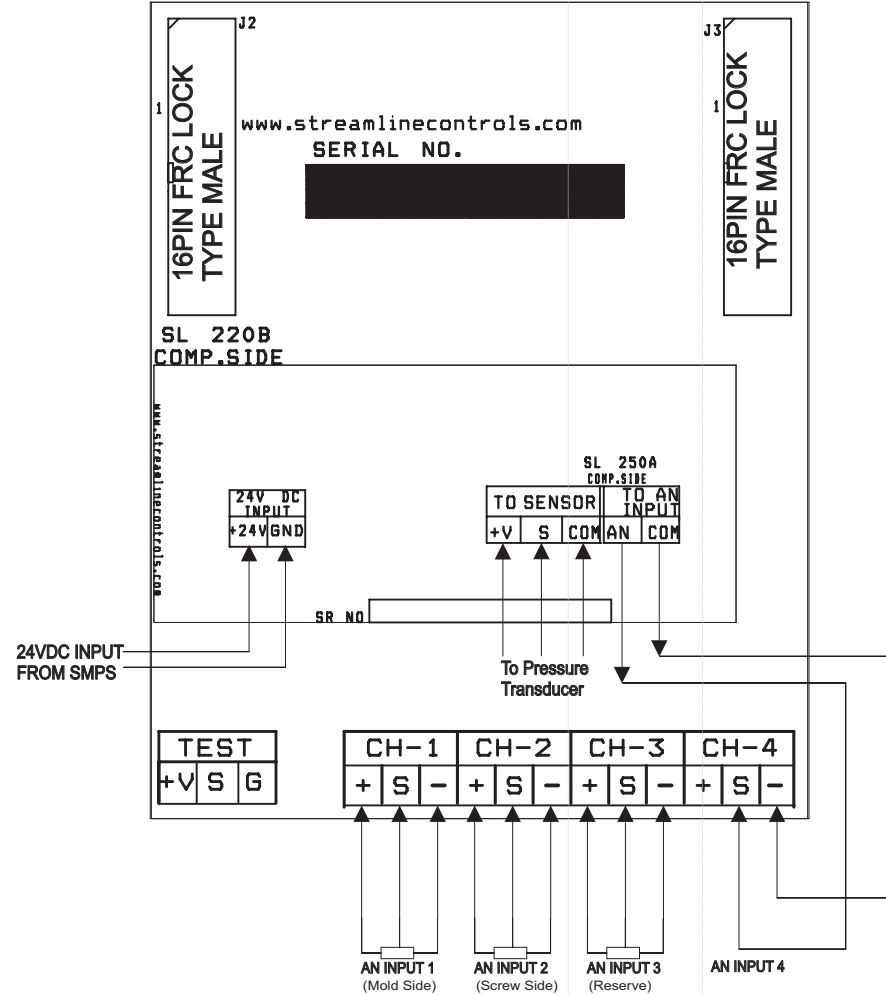 J2
J3
1
1
16PIN FRC LOCK
TYPE MALE
16PIN FRC LOCK
TYPE MALE
www.streamlinecontrols.com
SERIAL NO.
SL 220B
COMP.SIDE
SL 250A
COMP.SIDE
24V DC
INPUT
+24V GND
TO SENSOR
+V S COM
TO AN
INPUT
AN COM
SR NO
24VDC INPUT
FROM SMPS
To Pressure
Transducer
TEST
+V S G
CH-1 CH-2 CH-3 CH-4
+ S - + S - + S - + S -
AN INPUT 1
(Mold Side)
AN INPUT 2
(Screw Side)
AN INPUT 3
(Reserve)
AN INPUT 4